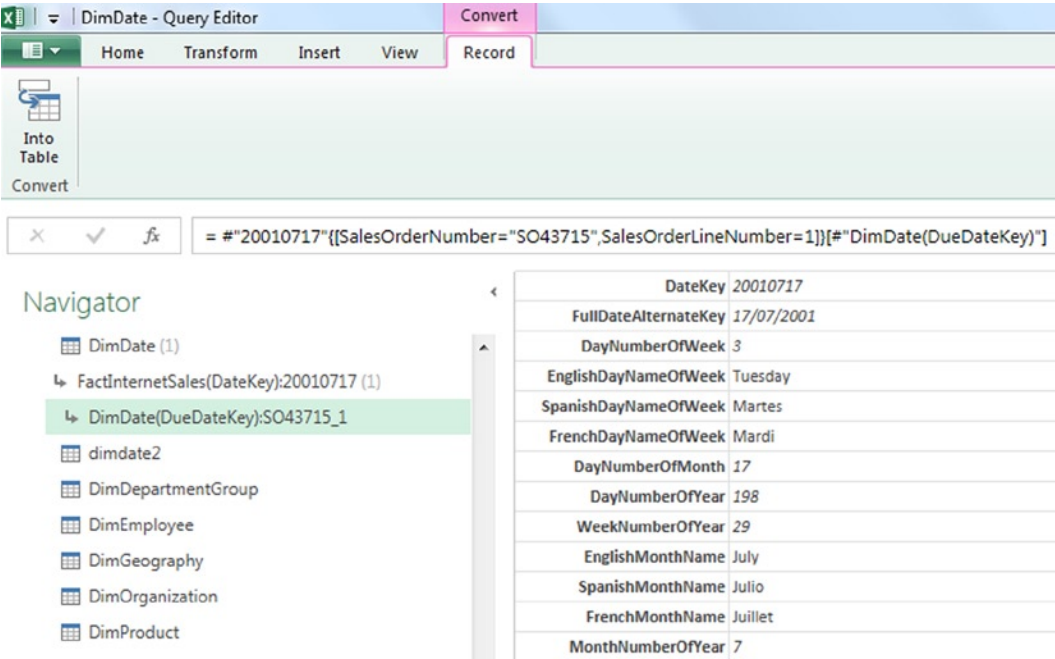 DimDate - Query Editor
Convert
Home Transform Insert View Record
Into
Table
Convert
fx = #"20010717"{[SalesOrderNumber="SO43715",SalesOrderLineNumber=1]}[#"DimDate(DueDateKey)"]
Navigator
DimDate (1)
FactInternetSales(DateKey):20010717 (1)
DimDate(DueDateKey):SO43715_1
dimdate2
DimDepartmentGroup
DimEmployee
DimGeography
DimOrganization
DimProduct
DateKey 20010717
FullDateAlternateKey 17/07/2001
DayNumberOfWeek 3
EnglishDayNameOfWeek Tuesday
SpanishDayNameOfWeek Martes
FrenchDayNameOfWeek Mardi
DayNumberOfMonth 17
DayNumberOfYear 198
WeekNumberOfYear 29
EnglishMonthName July
SpanishMonthName Julio
FrenchMonthName Juillet
MonthNumberOfYear 7